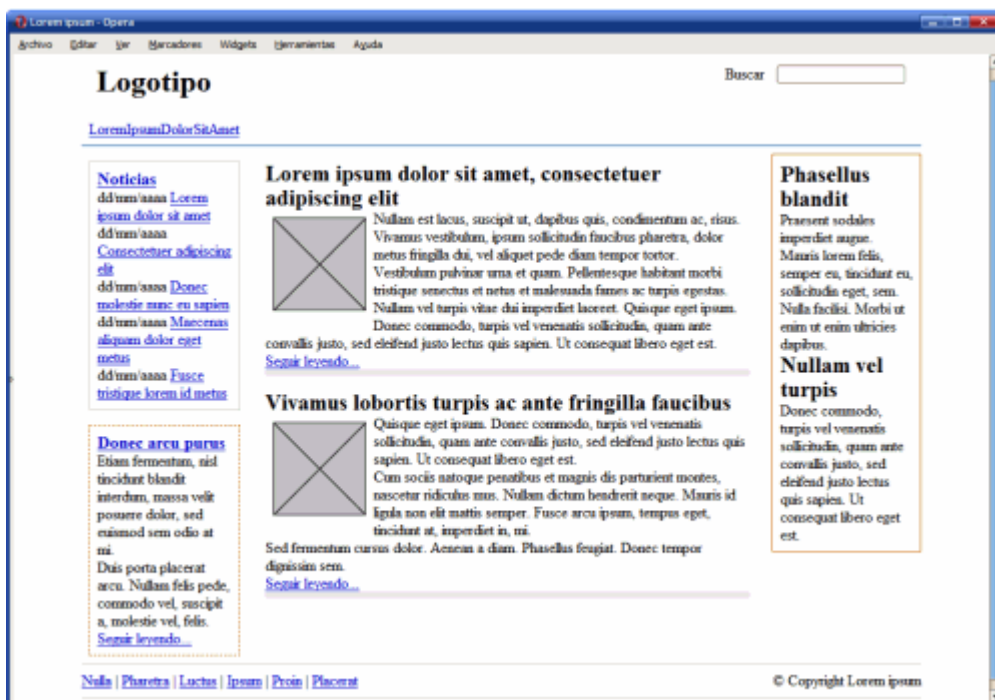 Lorem ipsum - Opera
Archivo Editar Ver Marcadores Widgets Herramientas Ayuda
Logotipo
Buscar
LoremIpsumDolorSitAmet
Noticias
dd/mm/aaaa Lorem
ipsum dolor sit amet
dd/mm/aaaa
Consectetuer adipiscing
elit
dd/mm/aaaa Donec
molestie nunc eu sapien
dd/mm/aaaa Maecenas
aliquam dolor eget
metus
dd/mm/aaaa Fusce
tristique lorem id metus
Donec arcu purus
Etiam fermentum, nisl
tincidunt blandit
interdum, massa velit
posuere dolor, sed
euismod sem odio at
mi.
Duis porta placerat
arcu. Nullam felis pede,
commodo vel, suscipit
a, molestie vel, felis.
Seguir leyendo...
Lorem ipsum dolor sit amet, consectetuer
adipiscing elit
Nullam est lacus, suscipit ut, dapibus quis, condimentum ac, risus.
Vivamus vestibulum, ipsum sollicitudin faucibus pharetra, dolor
metus fringilla dui, vel aliquet pede diam tempor tortor.
Vestibulum pulvinar urna et quam. Pellentesque habitant morbi
tristique senectus et netus et malesuada fames ac turpis egestas.
Nullam vel turpis vitae dui imperdiet laoreet. Quisque eget ipsum.
Donec commodo, turpis vel venenatis sollicitudin, quam ante
convallis justo, sed eleifend justo lectus quis sapien. Ut consequat libero eget est.
Seguir leyendo...
Vivamus lobortis turpis ac ante fringilla faucibus
Quisque eget ipsum. Donec commodo, turpis vel venenatis
sollicitudin, quam ante convallis justo, sed eleifend justo lectus quis
sapien. Ut consequat libero eget est.
Cum sociis natoque penatibus et magnis dis parturient montes,
nascetur ridiculus mus. Nullam dictum hendrerit neque. Mauris id
ligula non elit mattis semper. Fusce arcu ipsum, tempus eget,
tincidunt at, imperdiet in, mi.
Sed fermentum cursus dolor. Aenean a diam. Phasellus feugiat. Donec tempor
dignissim sem.
Seguir leyendo...
Phasellus
blandit
Praesent sodales
imperdiet augue.
Mauris lorem felis,
semper eu, tincidunt eu,
sollicitudin eget, sem.
Nulla facilisi. Morbi ut
enim ut enim ultricies
dapibus.
Nullam vel
turpis
Donec commodo,
turpis vel venenatis
sollicitudin, quam ante
convallis justo, sed
eleifend justo lectus
quis sapien. Ut
consequat libero eget
est.
Nulla | Pharetra | Luctus | Ipsum | Proin | Placerat
© Copyright Lorem ipsum